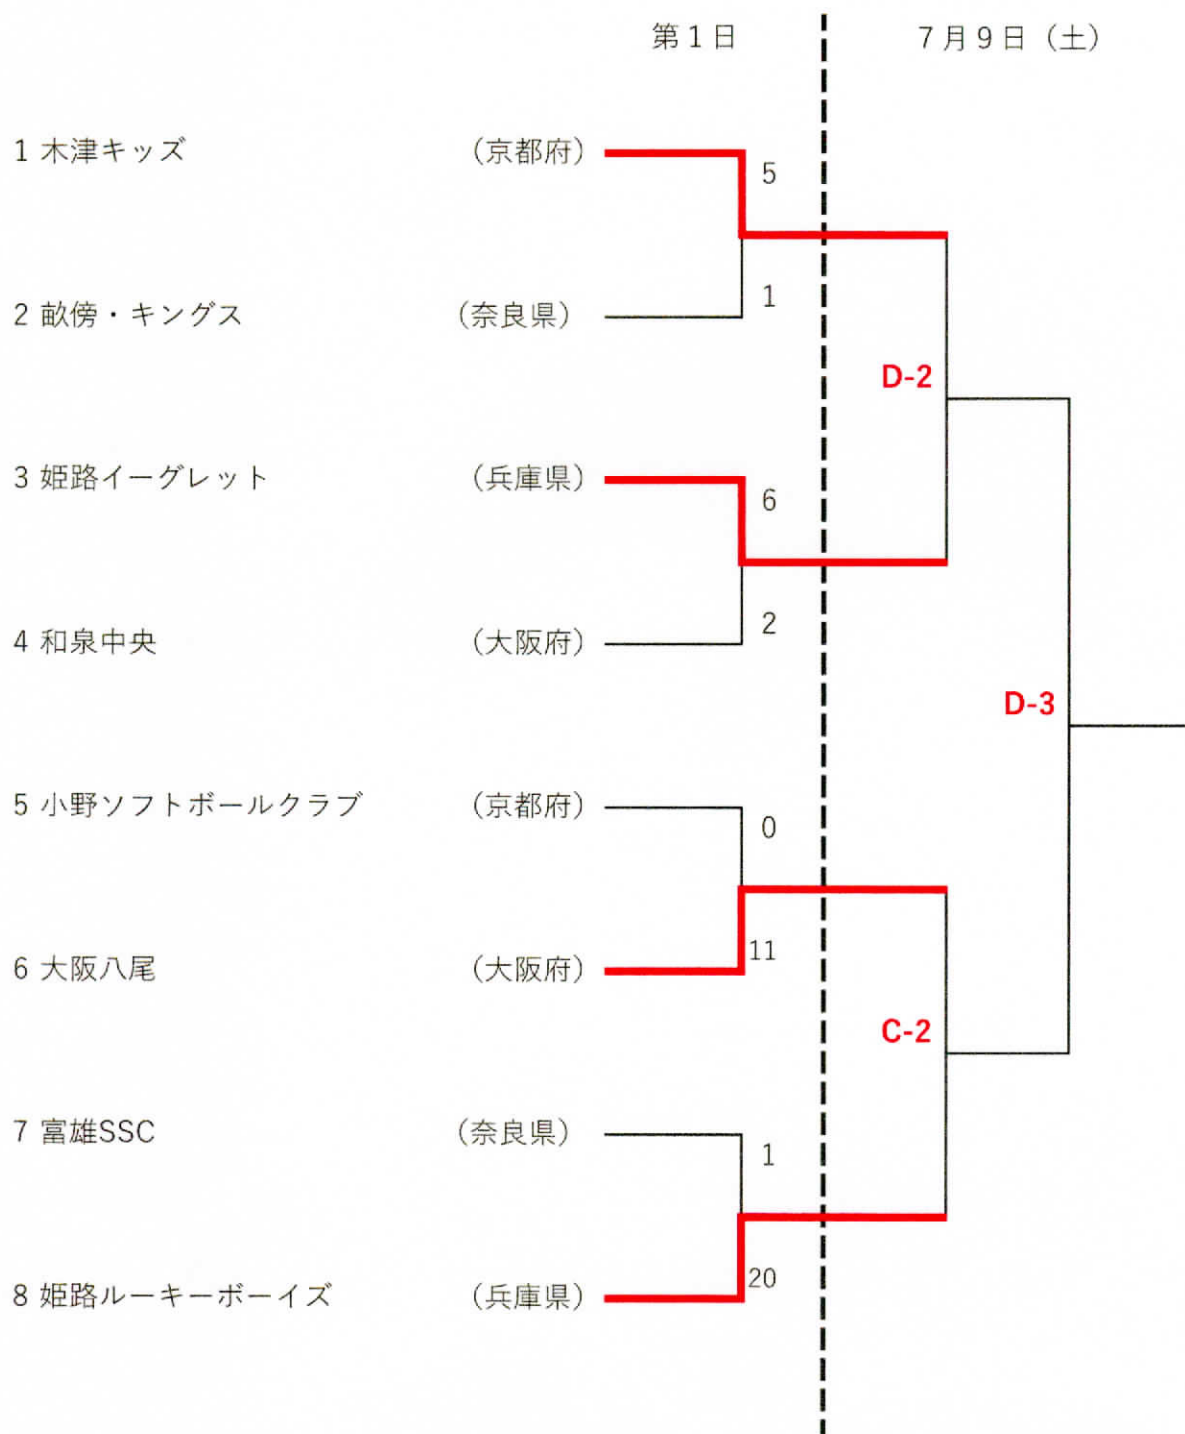 第1日 7月9日（土）
1 木津キッズ （京都府）
5
2 畝傍・キングス （奈良県）
1
D-2
3 姫路イーグレット （兵庫県）
6
4 和泉中央 （大阪府）
2
D-3
5 小野ソフトボールクラブ （京都府）
0
6 大阪八尾 （大阪府）
11
C-2
7 富雄SSC （奈良県）
1
8 姫路ルーキーボーイズ （兵庫県）
20